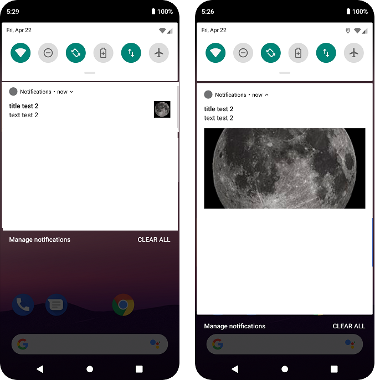 5:29
100%
Fri, Apr 22
Notifications • now
title test 2
text test 2
Manage notifications
CLEAR ALL
5:26
100%
Fri, Apr 22
Notifications • now
title test 2
text test 2
Manage notifications
CLEAR ALL